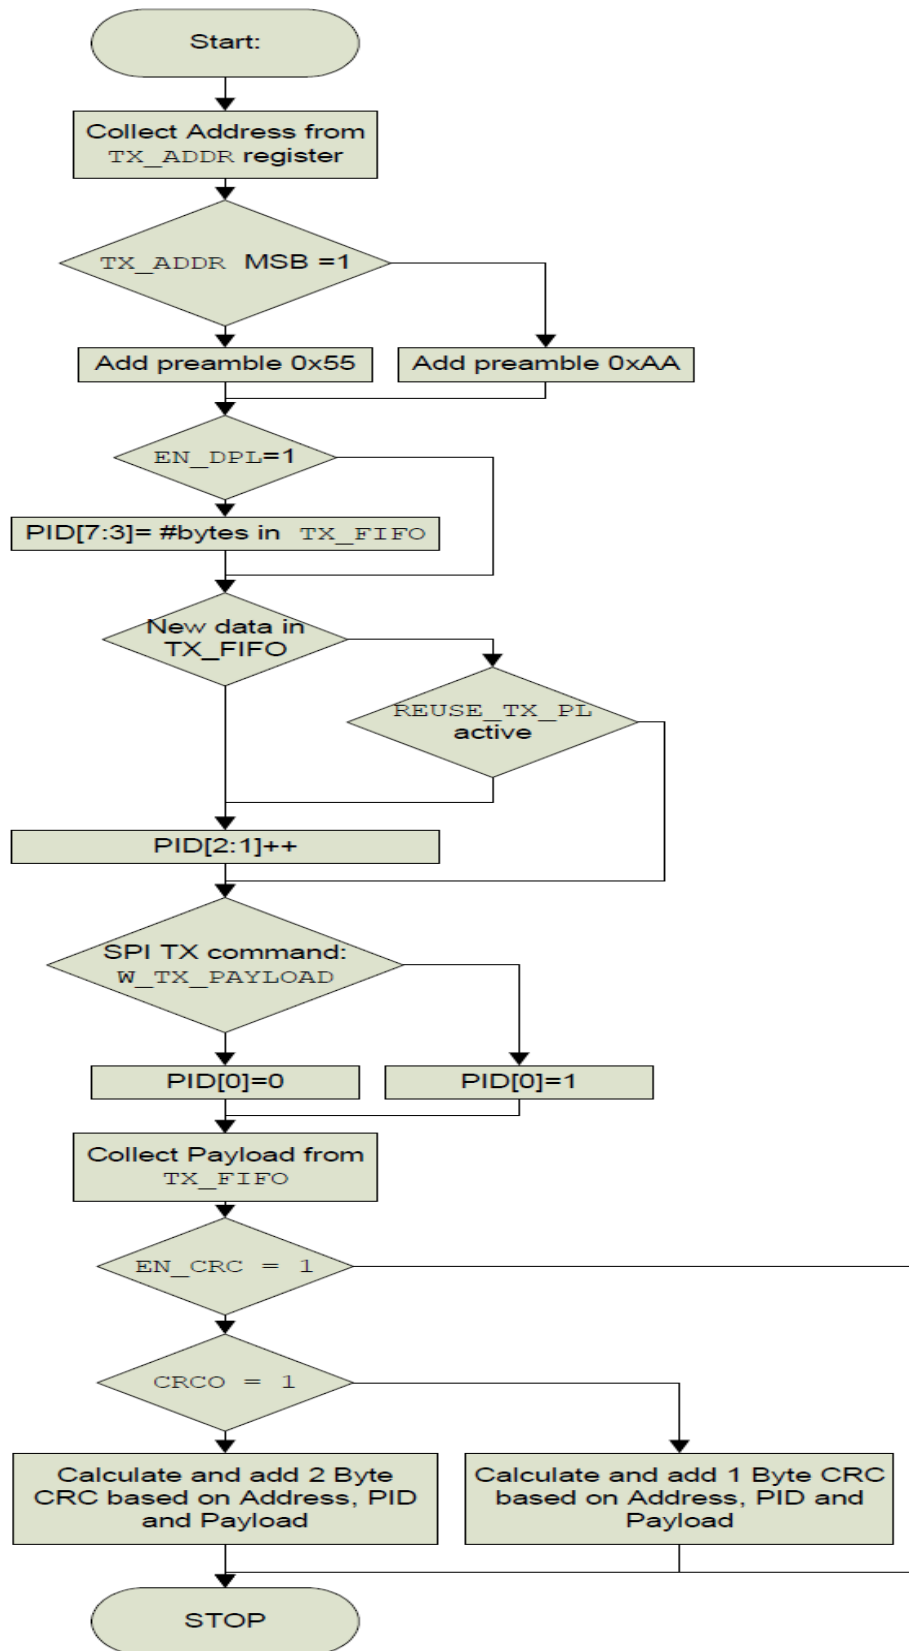 Start:
Collect Address from
TX_ADDR register
TX_ADDR MSB =1
Add preamble 0x55
Add preamble 0xAA
EN_DPL=1
PID[7:3]= #bytes in TX_FIFO
New data in
TX_FIFO
REUSE_TX_PL
active
PID[2:1]++
SPI TX command:
W_TX_PAYLOAD
PID[0]=0
PID[0]=1
Collect Payload from
TX_FIFO
EN_CRC = 1
CRCO = 1
Calculate and add 2 Byte
CRC based on Address, PID
and Payload
Calculate and add 1 Byte CRC
based on Address, PID and
Payload
STOP